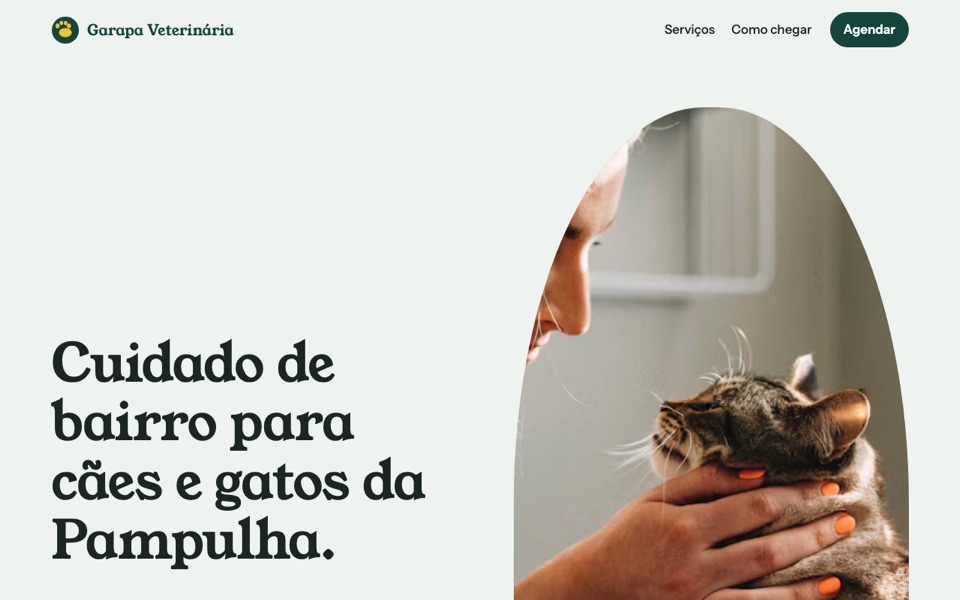 Garapa Veterinária
Serviços
Como chegar
Agendar
Cuidado de
bairro para
cães e gatos da
Pampulha.